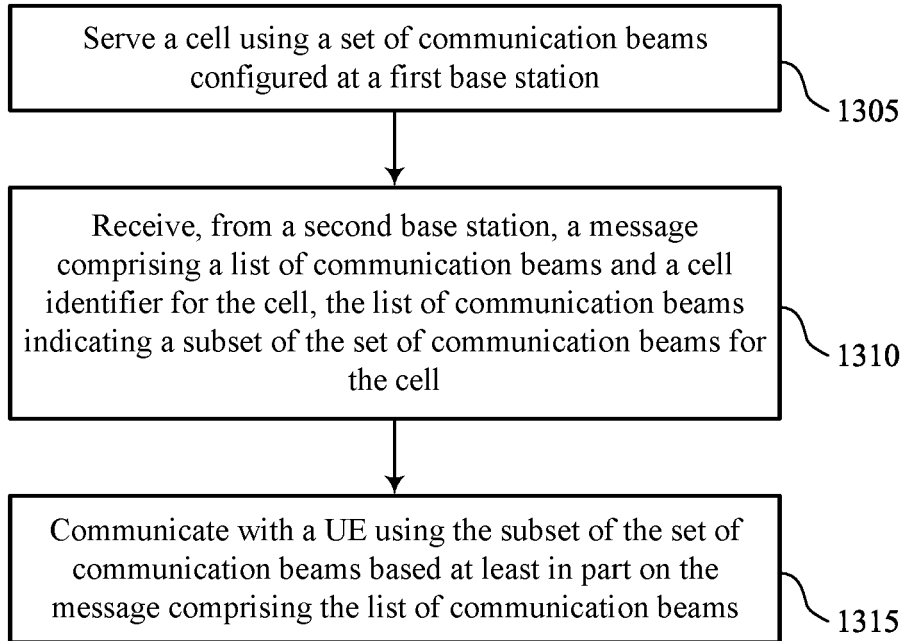 Serve a cell using a set of communication beams
configured at a first base station
1305
Receive, from a second base station, a message
comprising a list of communication beams and a cell
identifier for the cell, the list of communication beams
indicating a subset of the set of communication beams for
the cell
1310
Communicate with a UE using the subset of the set of
communication beams based at least in part on the
message comprising the list of communication beams
1315